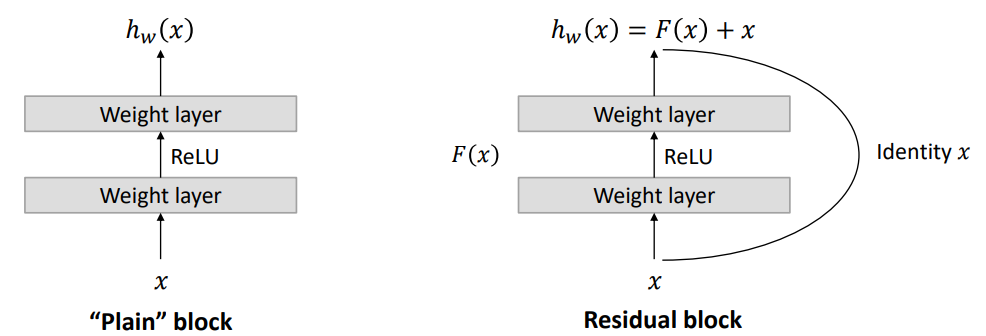 h_w(x)
Weight layer
ReLU
Weight layer
x
“Plain” block
h_w(x) = F(x) + x
Weight layer
F(x)
ReLU
Identity x
Weight layer
x
Residual block